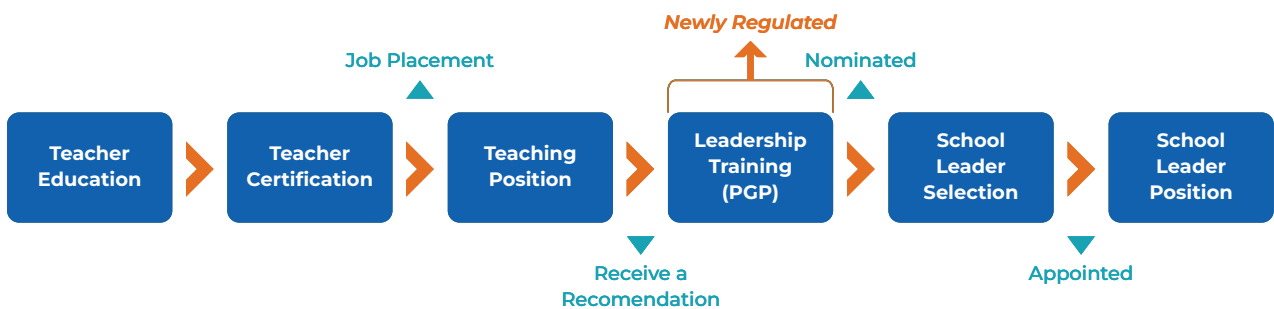 Newly Regulated
Job Placement
Nominated
Teacher
Education
Teacher
Certification
Teaching
Position
Leadership
Training
(PGP)
School
Leader
Selection
School
Leader
Position
Receive a
Recomendation
Appointed